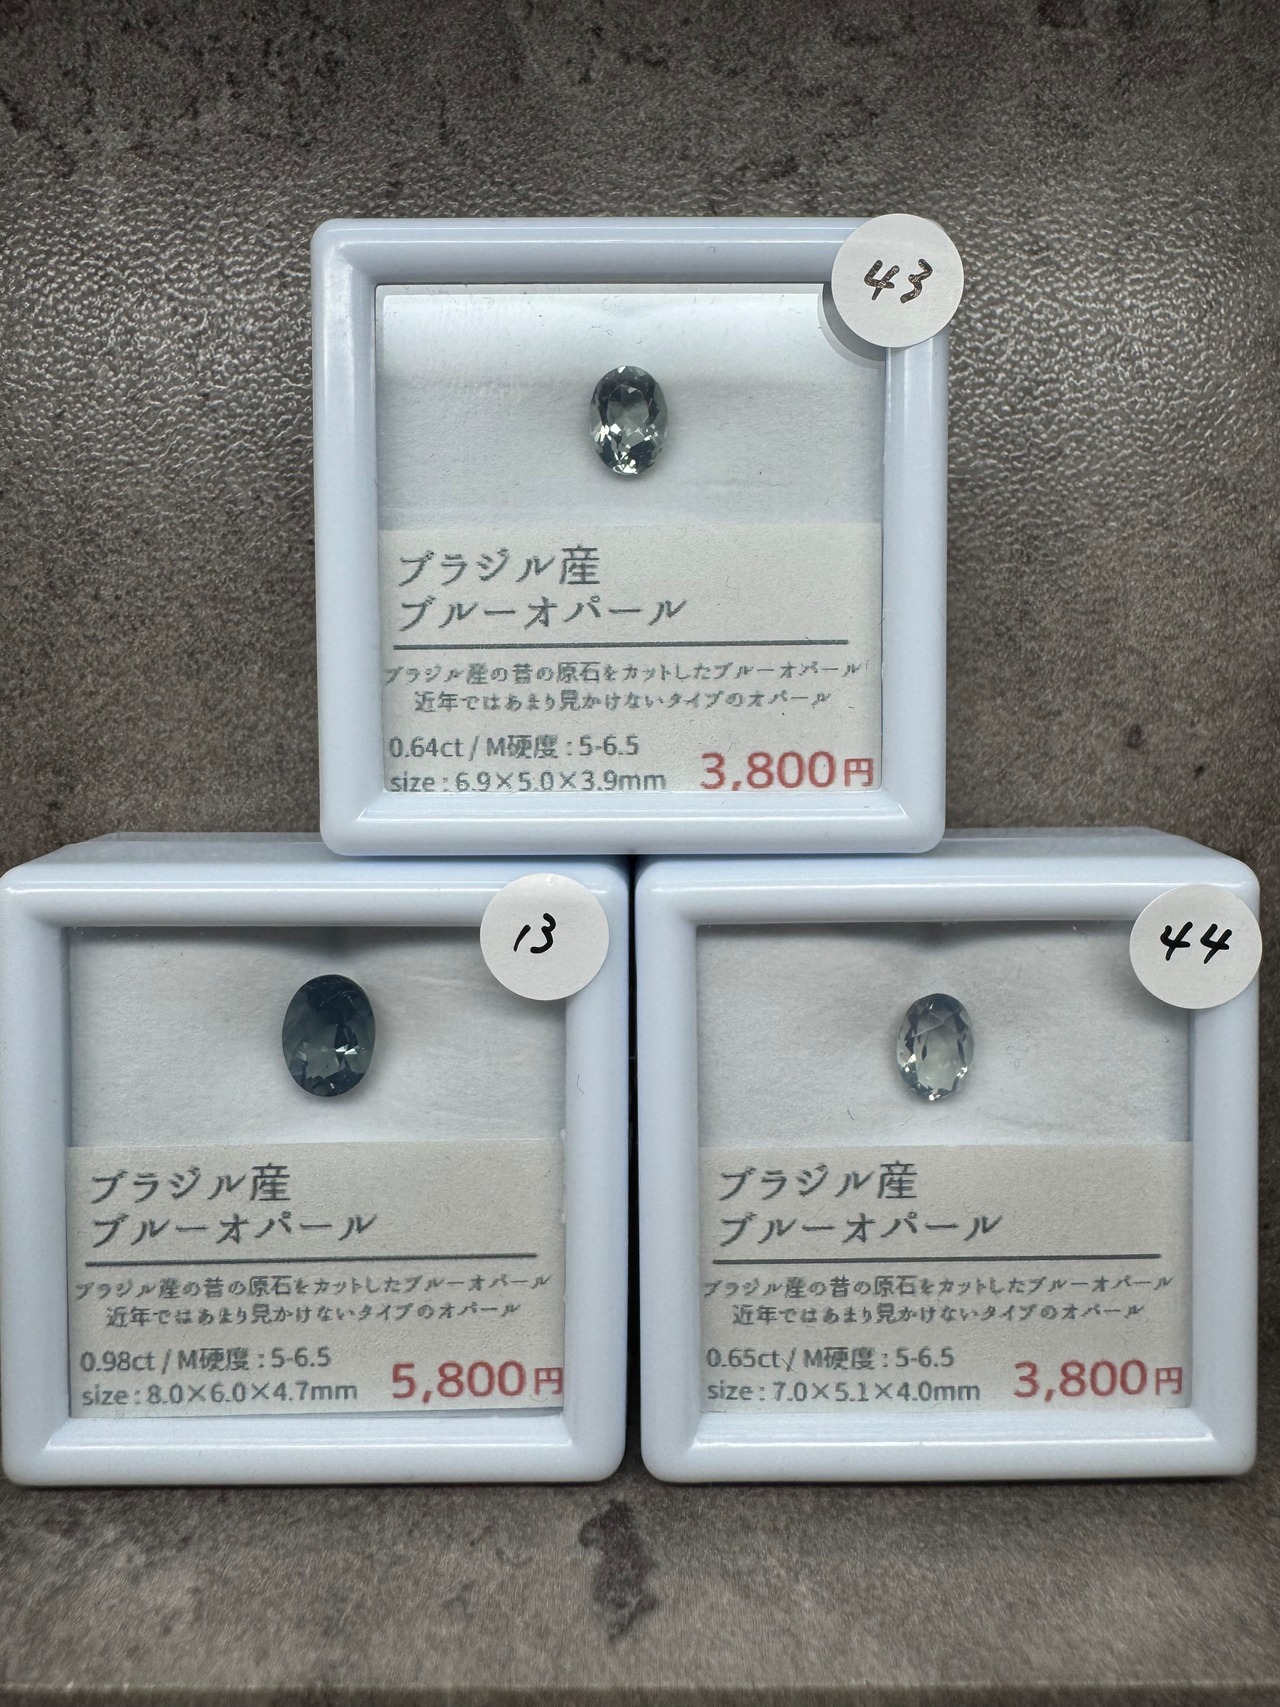 43
ブラジル産
ブルーオパール
ブラジル産の昔の原石をカットしたブルーオパール
近年ではあまり見かけないタイプのオパール
0.64ct / M硬度 : 5-6.5
size : 6.9×5.0×3.9mm 3,800円
13
ブラジル産
ブルーオパール
ブラジル産の昔の原石をカットしたブルーオパール
近年ではあまり見かけないタイプのオパール
0.98ct / M硬度 : 5-6.5
size : 8.0×6.0×4.7mm 5,800円
44
ブラジル産
ブルーオパール
ブラジル産の昔の原石をカットしたブルーオパール
近年ではあまり見かけないタイプのオパール
0.65ct / M硬度 : 5-6.5
size : 7.0×5.1×4.0mm 3,800円